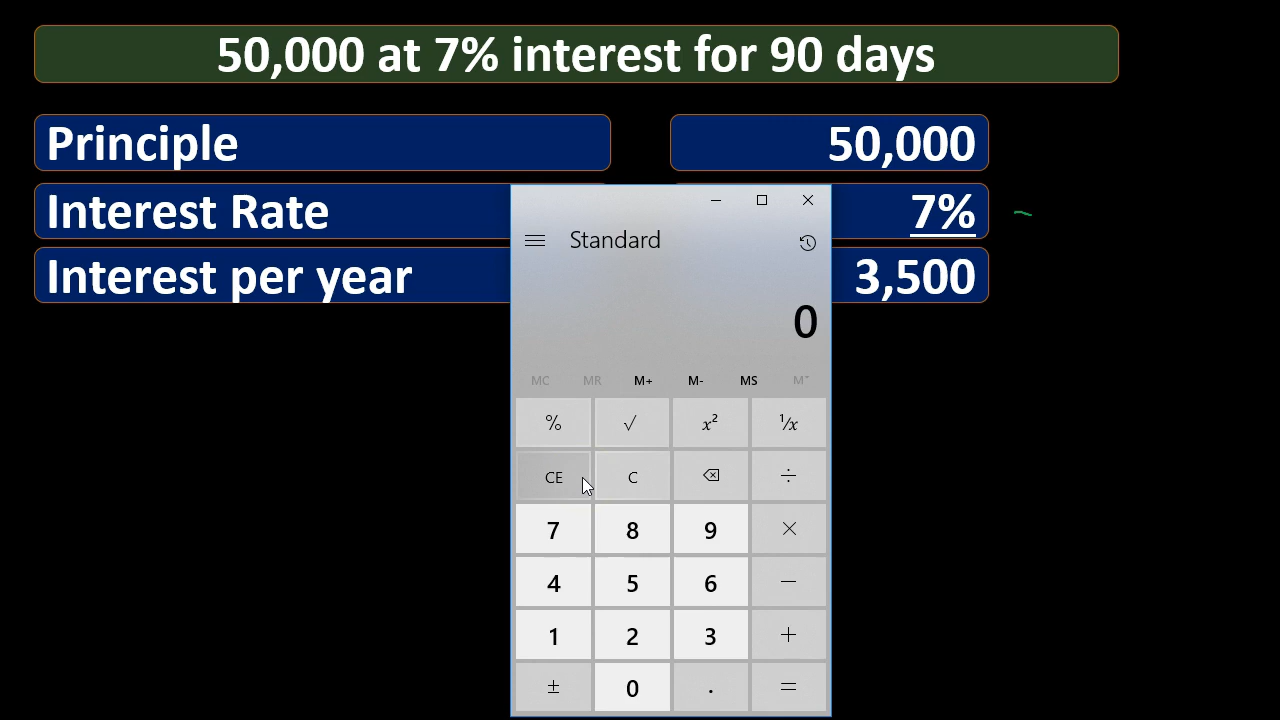 50,000 at 7% interest for 90 days
Principle 50,000
Interest Rate 7%
Interest per year 3,500
Standard
0
MC MR M+ M- MS M˅
% √ x² ¹/x
CE C ⌫ ÷
7 8 9 ×
4 5 6 −
1 2 3 +
± 0 . =